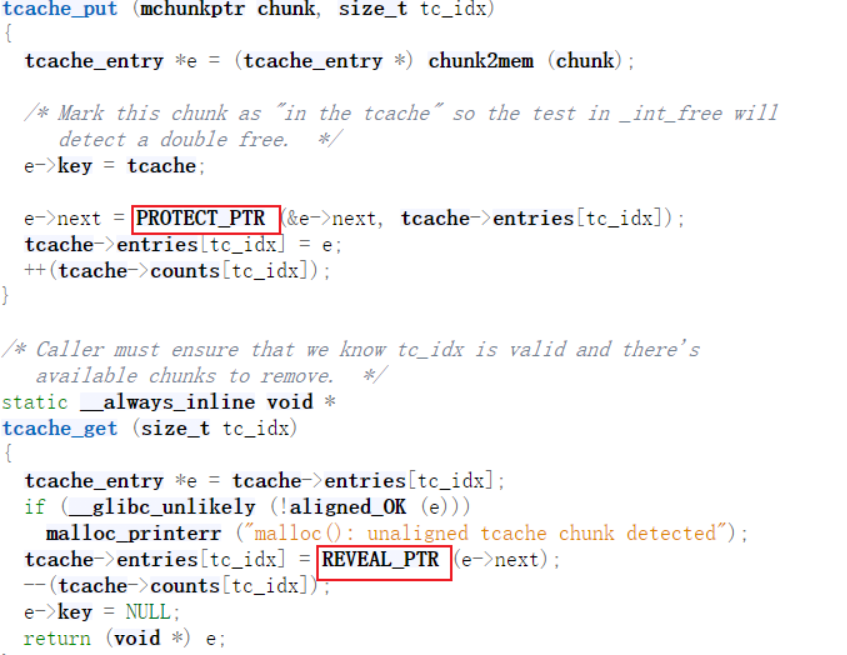 tcache_put (mchunkptr chunk, size_t tc_idx)
{
  tcache_entry *e = (tcache_entry *) chunk2mem (chunk);
  /* Mark this chunk as "in the tcache" so the test in _int_free will
     detect a double free.  */
  e->key = tcache;
  e->next = PROTECT_PTR (&e->next, tcache->entries[tc_idx]);
  tcache->entries[tc_idx] = e;
  ++(tcache->counts[tc_idx]);
}
/* Caller must ensure that we know tc_idx is valid and there's
   available chunks to remove.  */
static __always_inline void *
tcache_get (size_t tc_idx)
{
  tcache_entry *e = tcache->entries[tc_idx];
  if (__glibc_unlikely (!aligned_OK (e)))
    malloc_printerr ("malloc(): unaligned tcache chunk detected");
  tcache->entries[tc_idx] = REVEAL_PTR (e->next);
  --(tcache->counts[tc_idx]);
  e->key = NULL;
  return (void *) e;